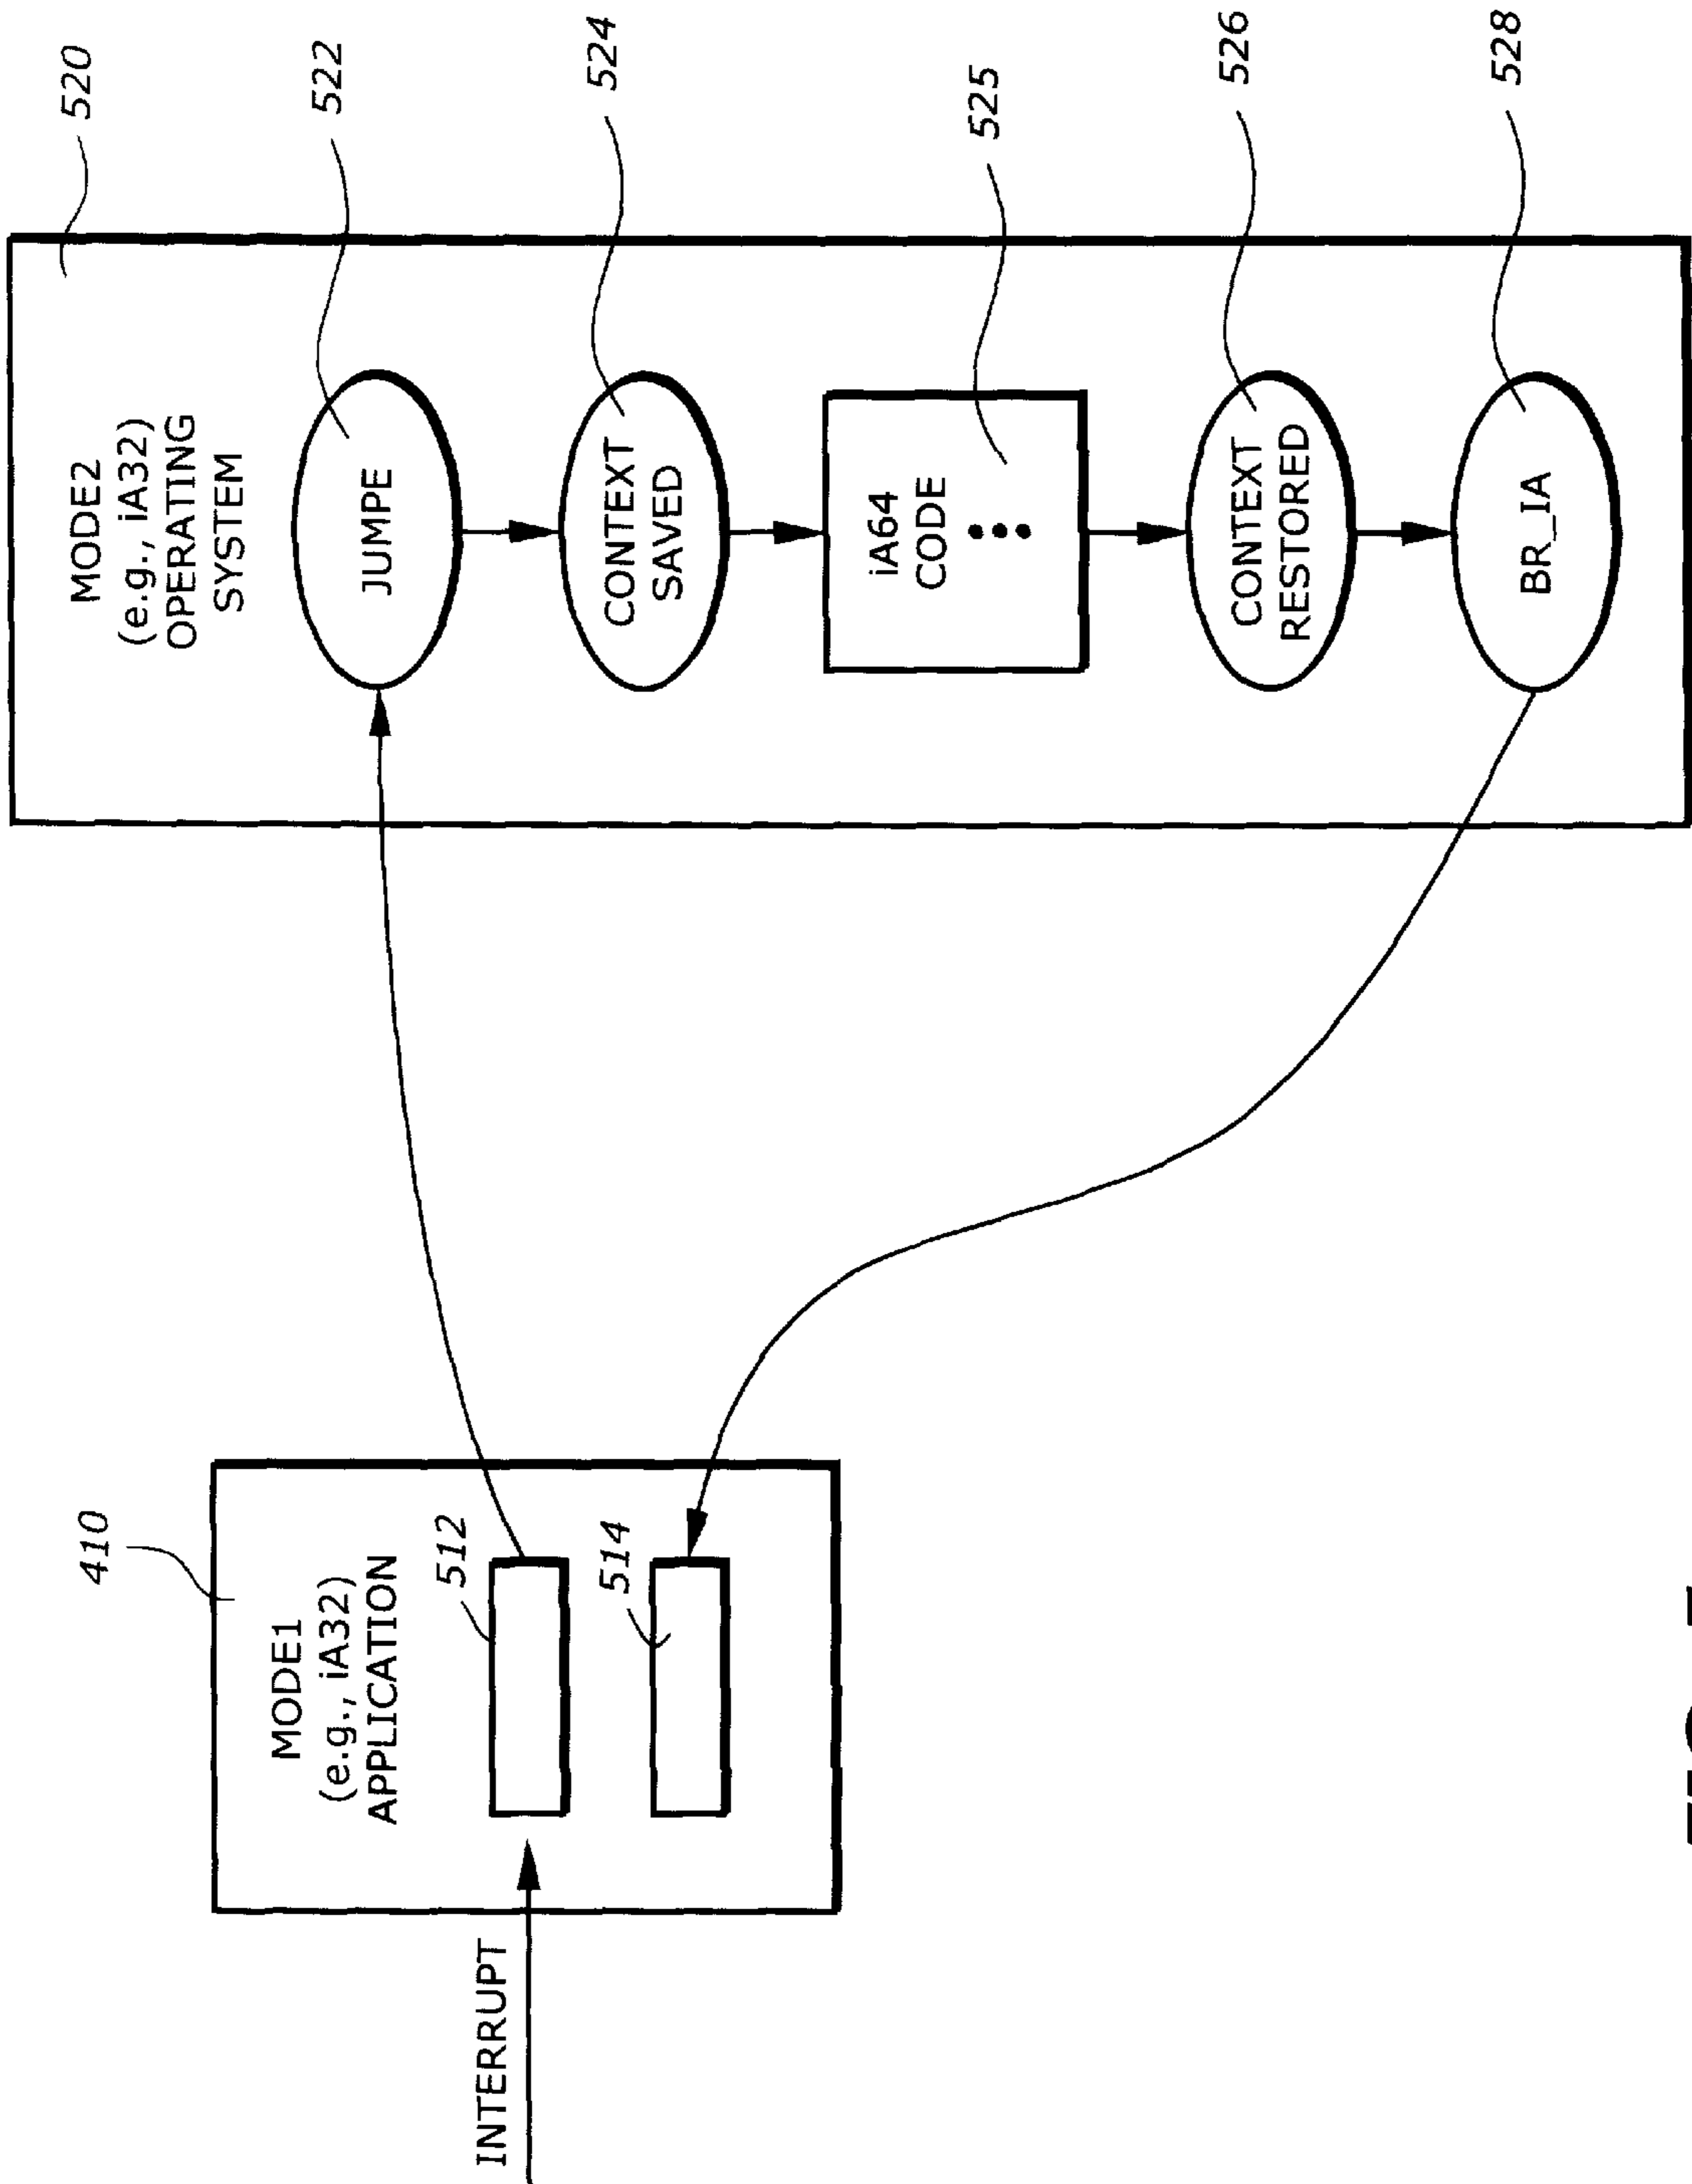 410
MODE1
(e.g., iA32)
APPLICATION
512
514
INTERRUPT
520
MODE2
(e.g., iA32)
OPERATING
SYSTEM
JUMPE
522
CONTEXT
SAVED
524
iA64
CODE
525
CONTEXT
RESTORED
526
BR_IA
528